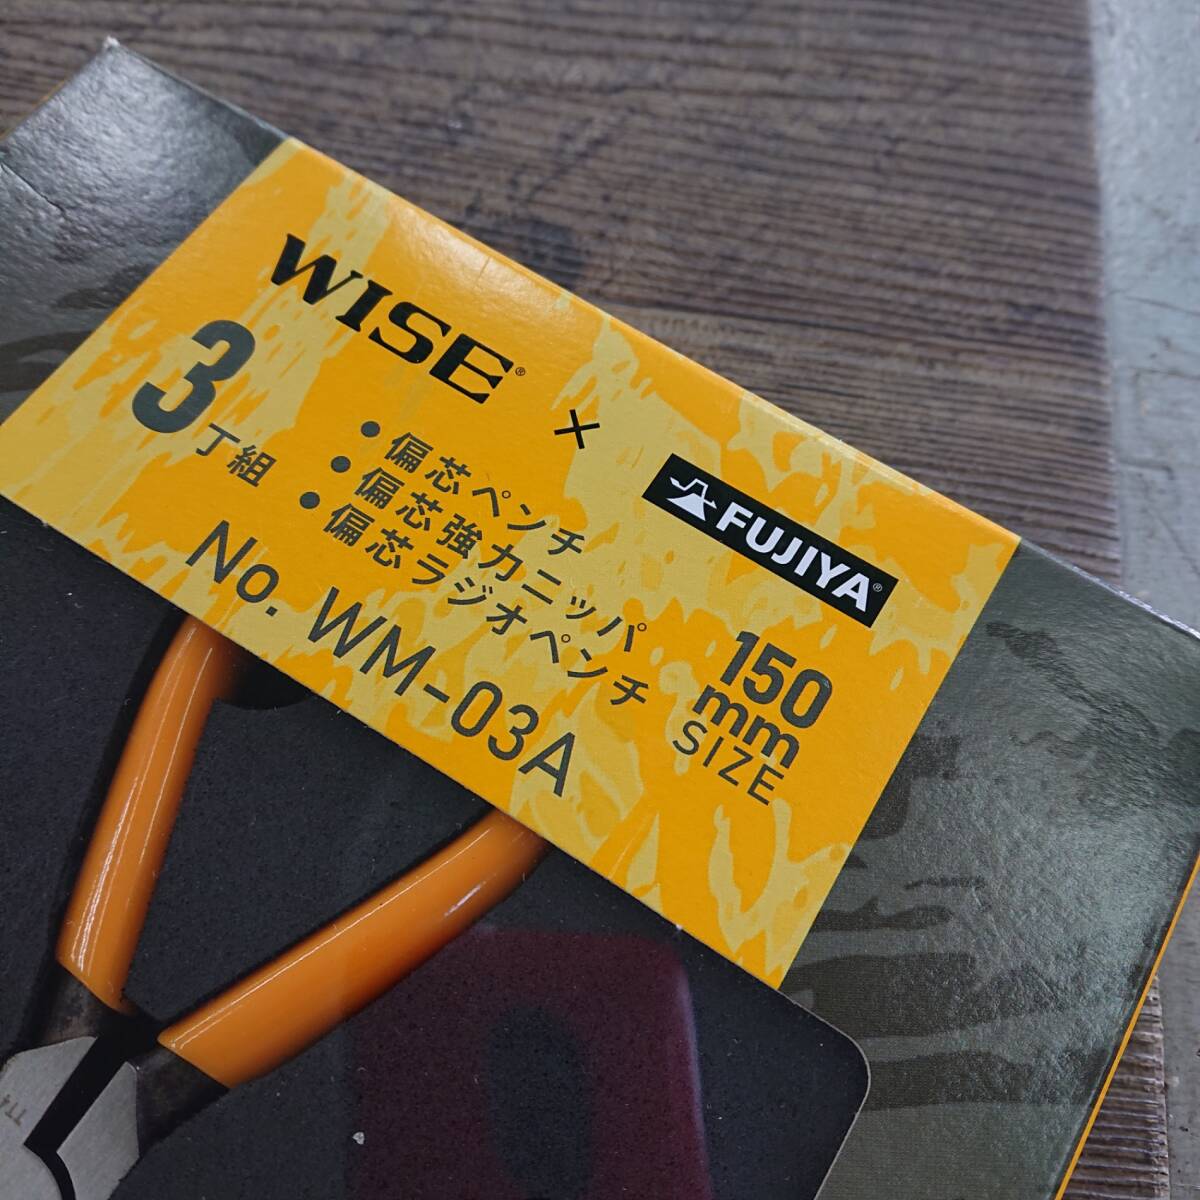 WISE® × FUJIYA®
3丁組
● 偏芯ペンチ
● 偏芯強力ニッパ
● 偏芯ラジオペンチ
150
mm
SIZE
No. WM-03A